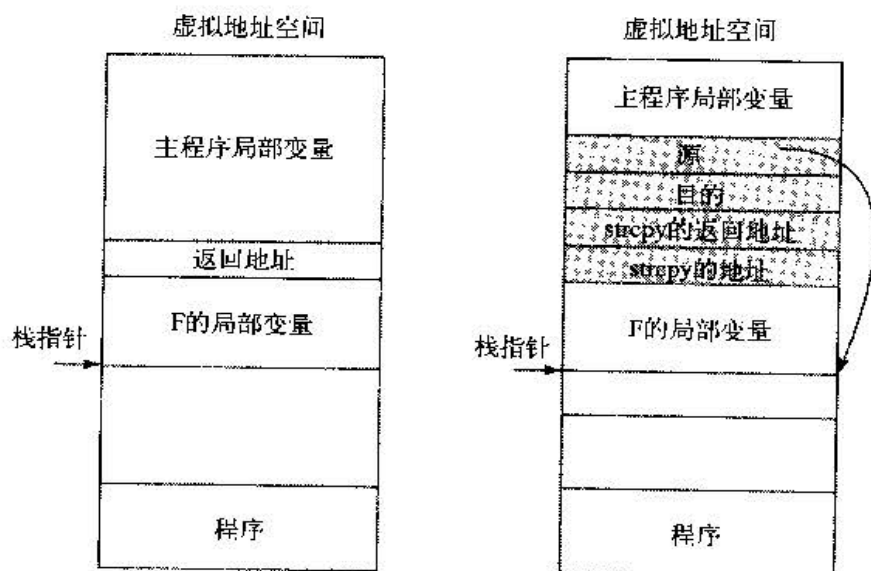 虚拟地址空间
主程序局部变量
返回地址
F的局部变量
栈指针
程序
虚拟地址空间
主程序局部变量
源
目的
strcpy的返回地址
strcpy的地址
F的局部变量
栈指针
程序